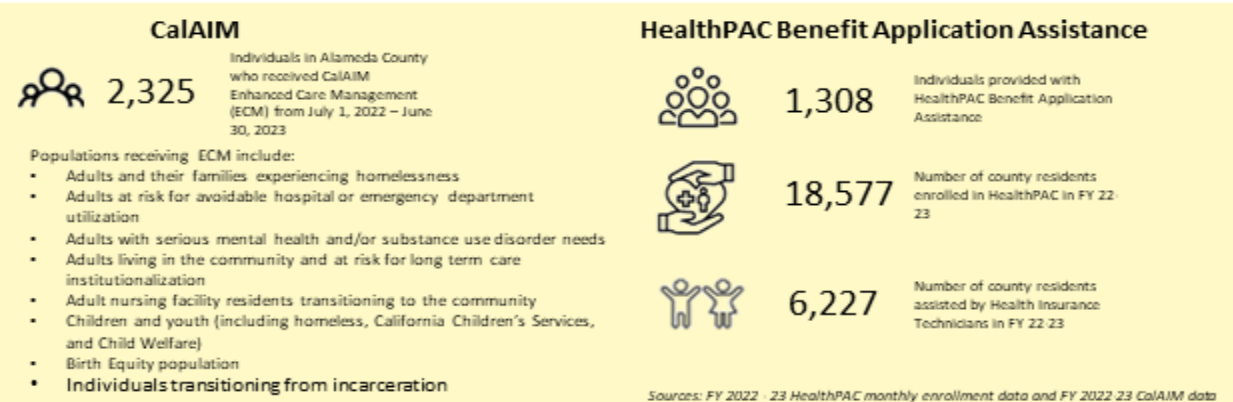 CalAIM
2,325
Individuals in Alameda County
who received CalAIM
Enhanced Care Management
(ECM) from July 1, 2022 – June
30, 2023
Populations receiving ECM include:
• Adults and their families experiencing homelessness
• Adults at risk for avoidable hospital or emergency department
utilization
• Adults with serious mental health and/or substance use disorder needs
• Adults living in the community and at risk for long term care
institutionalization
• Adult nursing facility residents transitioning to the community
• Children and youth (including homeless, California Children's Services,
and Child Welfare)
• Birth Equity population
• Individuals transitioning from incarceration
HealthPAC Benefit Application Assistance
1,308
Individuals provided with
HealthPAC Benefit Application
Assistance
18,577
Number of county residents
enrolled in HealthPAC in FY 22-
23
6,227
Number of county residents
assisted by Health Insurance
Technicians in FY 22-23
Sources: FY 2022 - 23 HealthPAC monthly enrollment data and FY 2022-23 CalAIM data